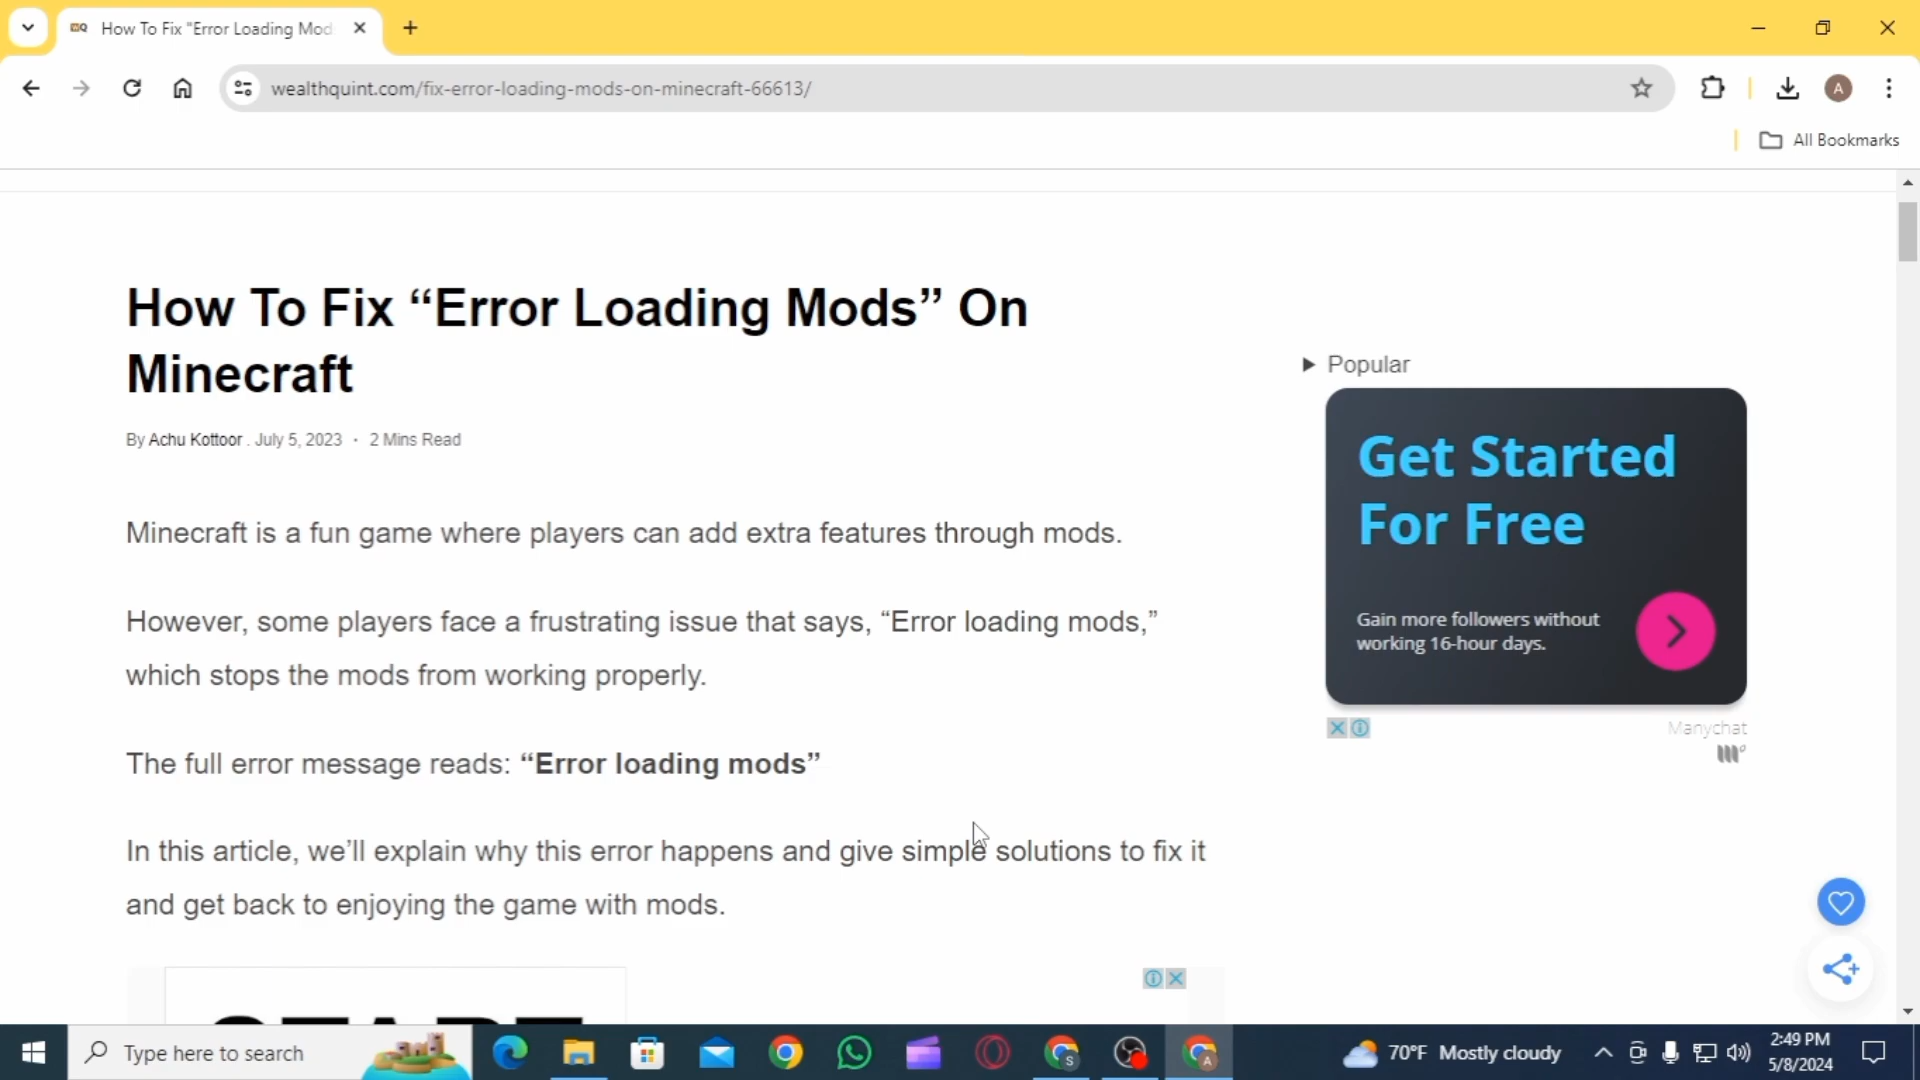 How To Fix "Error Loading Mod
wealthquint.com/fix-error-loading-mods-on-minecraft-66613/
A
All Bookmarks
How To Fix “Error Loading Mods” On
Minecraft
By Achu Kottoor . July 5, 2023 · 2 Mins Read
Minecraft is a fun game where players can add extra features through mods.
However, some players face a frustrating issue that says, “Error loading mods,”
which stops the mods from working properly.
The full error message reads: “Error loading mods”
In this article, we’ll explain why this error happens and give simple solutions to fix it
and get back to enjoying the game with mods.
Popular
Get Started
For Free
Gain more followers without
working 16-hour days.
Manychat
START
Type here to search
S
A
70°F Mostly cloudy
2:49 PM
5/8/2024